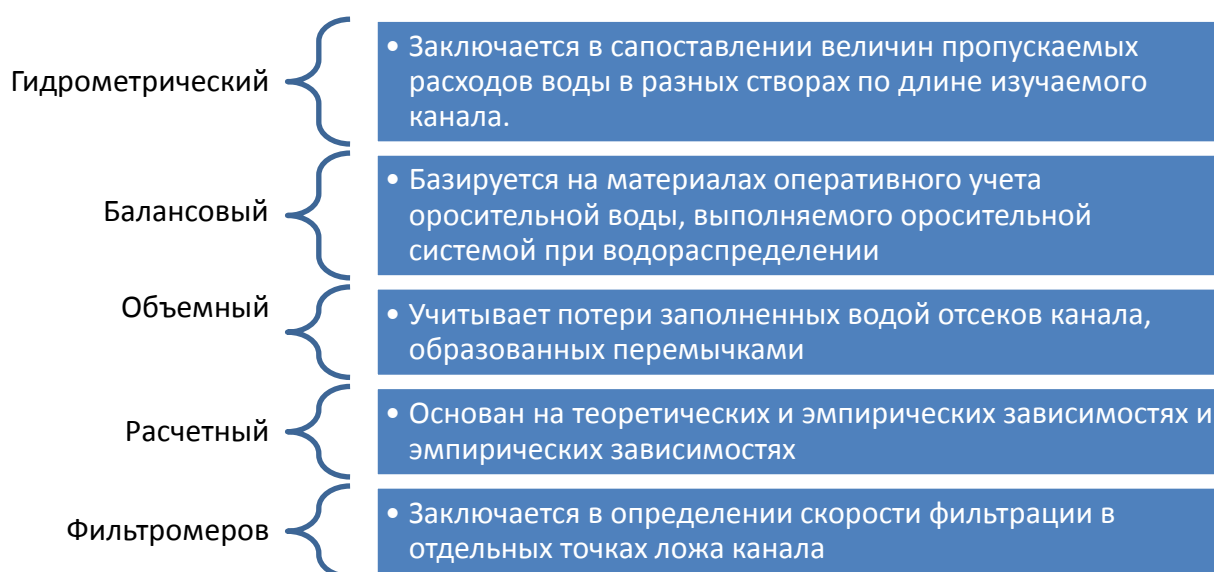 Гидрометрический
• Заключается в сапоставлении величин пропускаемых
расходов воды в разных створах по длине изучаемого
канала.
Балансовый
• Базируется на материалах оперативного учета
оросительной воды, выполняемого оросительной
системой при водораспределении
Объемный
• Учитывает потери заполненных водой отсеков канала,
образованных перемычками
Расчетный
• Основан на теоретических и эмпирических зависимостях и
эмпирических зависимостях
Фильтромеров
• Заключается в определении скорости фильтрации в
отдельных точках ложа канала